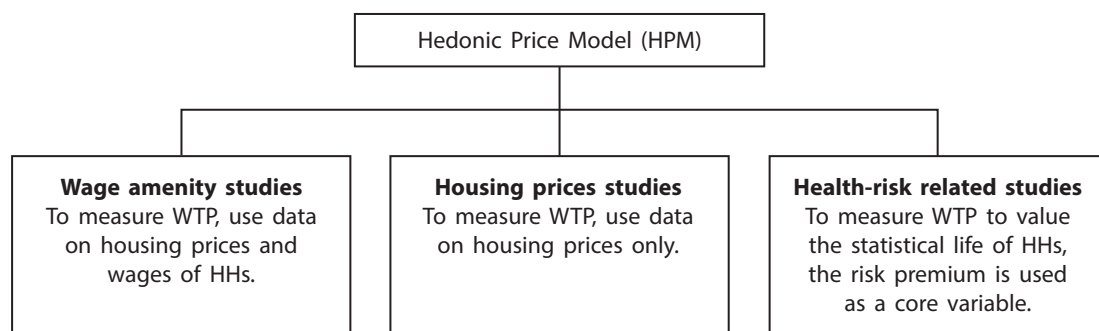 Hedonic Price Model (HPM)
Wage amenity studies
To measure WTP, use data
on housing prices and
wages of HHs.
Housing prices studies
To measure WTP, use data
on housing prices only.
Health-risk related studies
To measure WTP to value
the statistical life of HHs,
the risk premium is used
as a core variable.